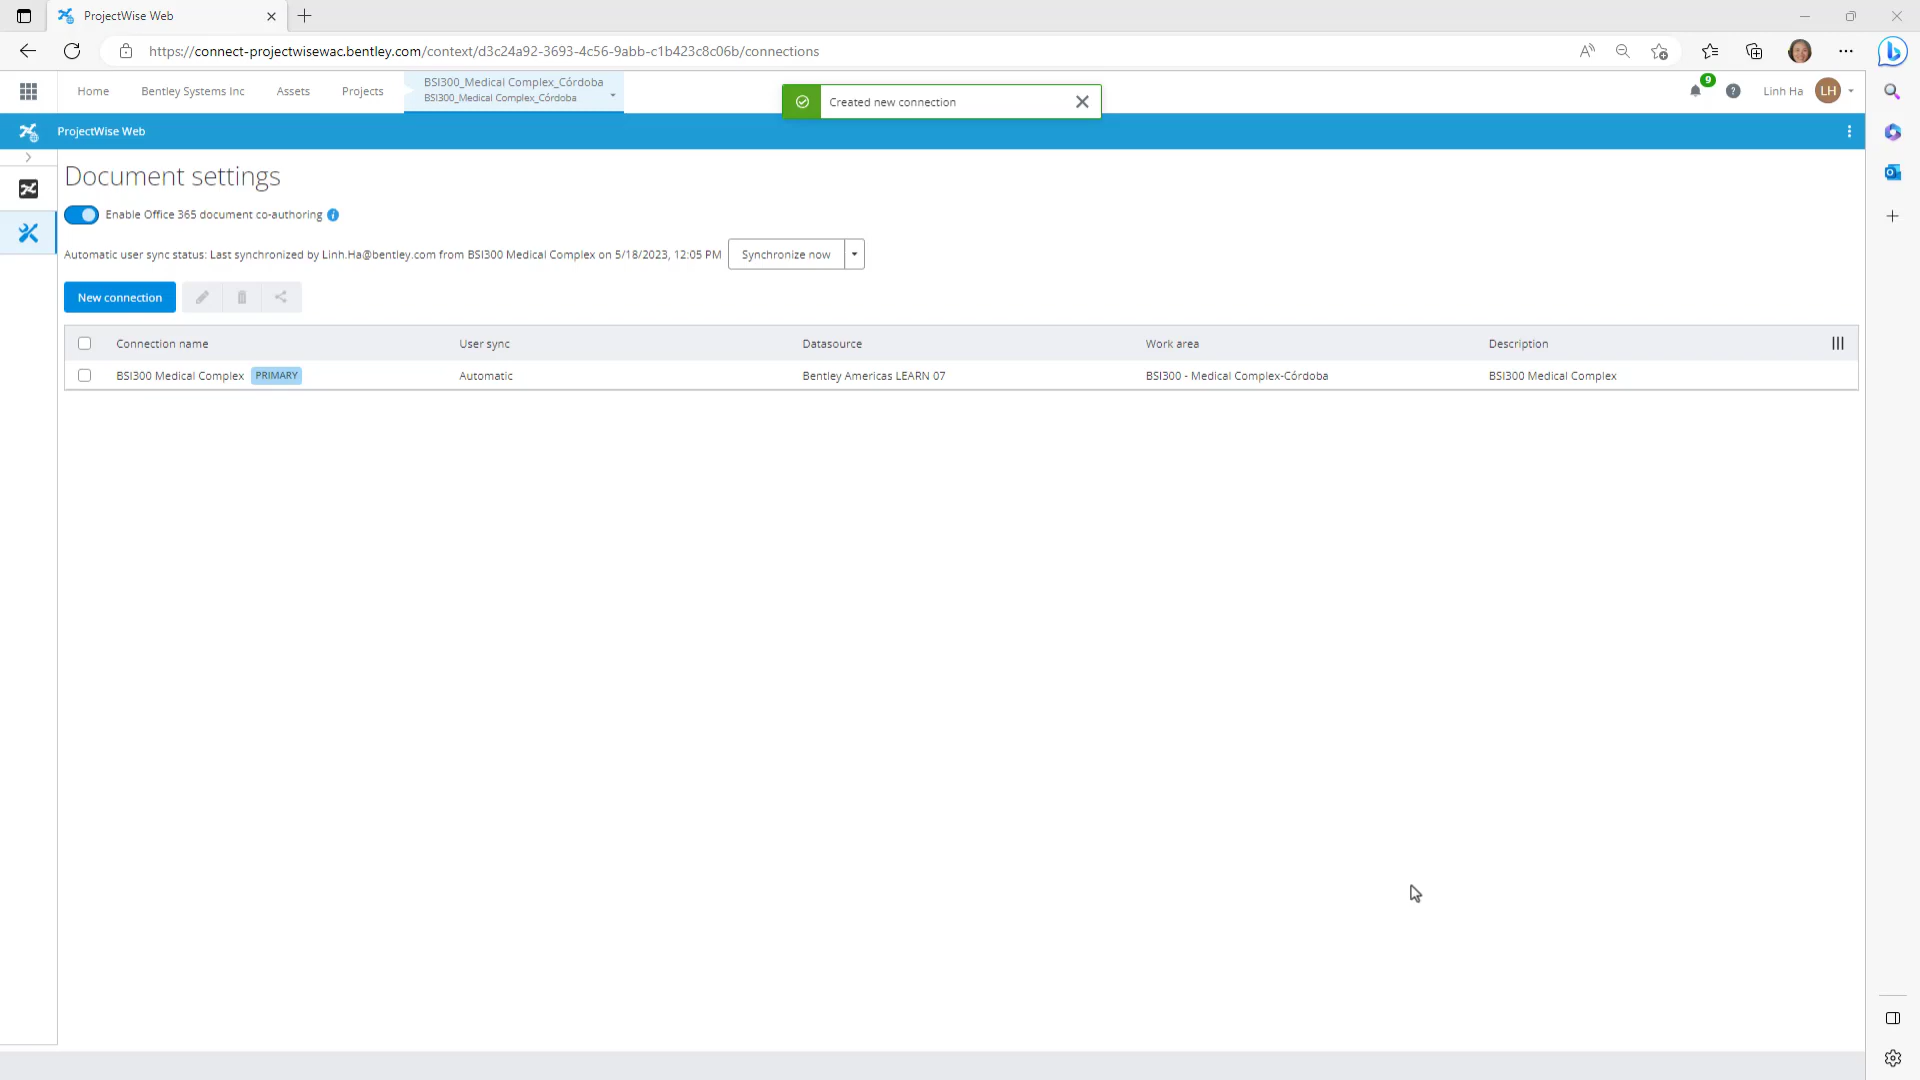 ProjectWise Web
https://connect-projectwisewac.bentley.com/context/d3c24a92-3693-4c56-9abb-c1b423c8c06b/connections
Home
Bentley Systems Inc
Assets
Projects
BSI300_Medical Complex_Córdoba
BSI300_Medical Complex_Córdoba
Created new connection
9
Linh Ha
LH
ProjectWise Web
Document settings
Enable Office 365 document co-authoring
Automatic user sync status: Last synchronized by Linh.Ha@bentley.com from BSI300 Medical Complex on 5/18/2023, 12:05 PM
Synchronize now
New connection
Connection name User sync Datasource Work area Description
BSI300 Medical Complex PRIMARY Automatic Bentley Americas LEARN 07 BSI300 - Medical Complex-Córdoba BSI300 Medical Complex